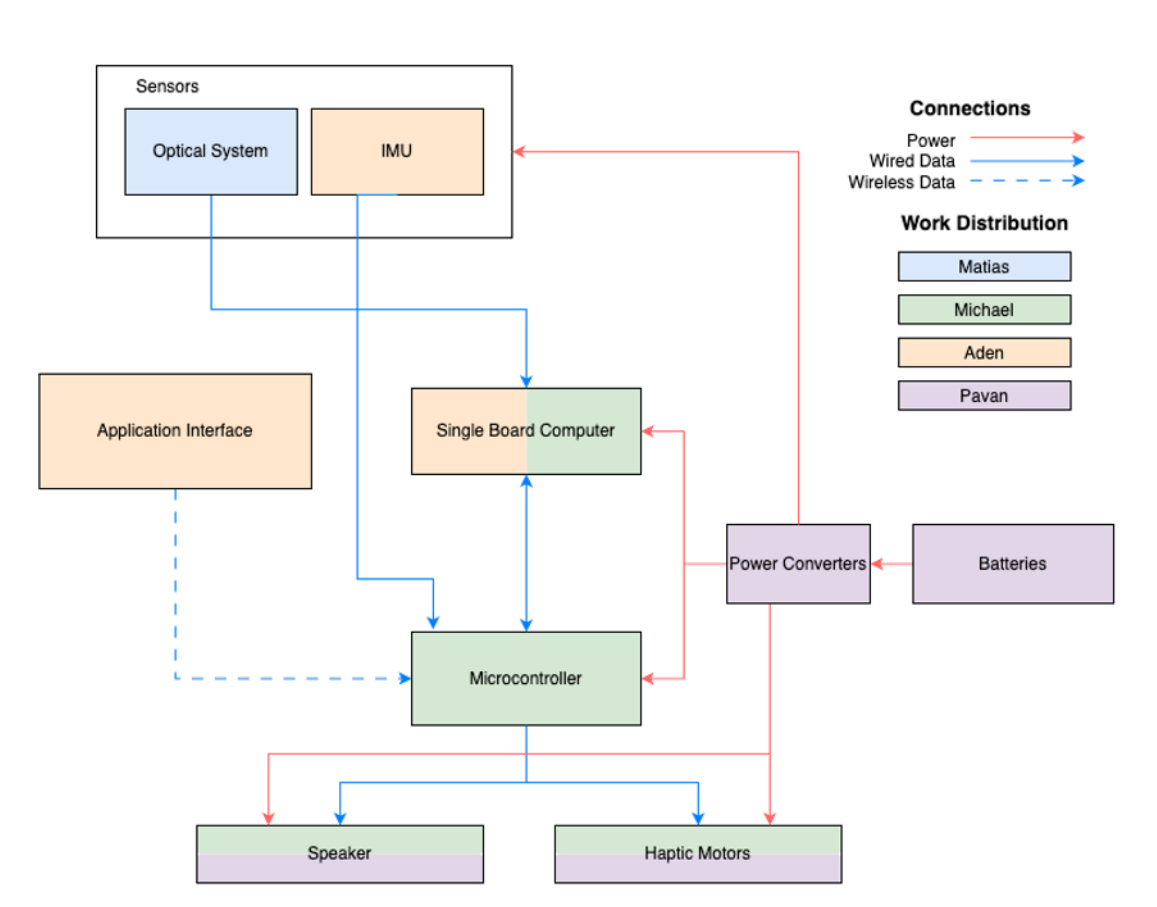 Sensors
Optical System
IMU
Connections
Power
Wired Data
Wireless Data
Work Distribution
Matias
Michael
Aden
Pavan
Application Interface
Single Board Computer
Power Converters
Batteries
Microcontroller
Speaker
Haptic Motors